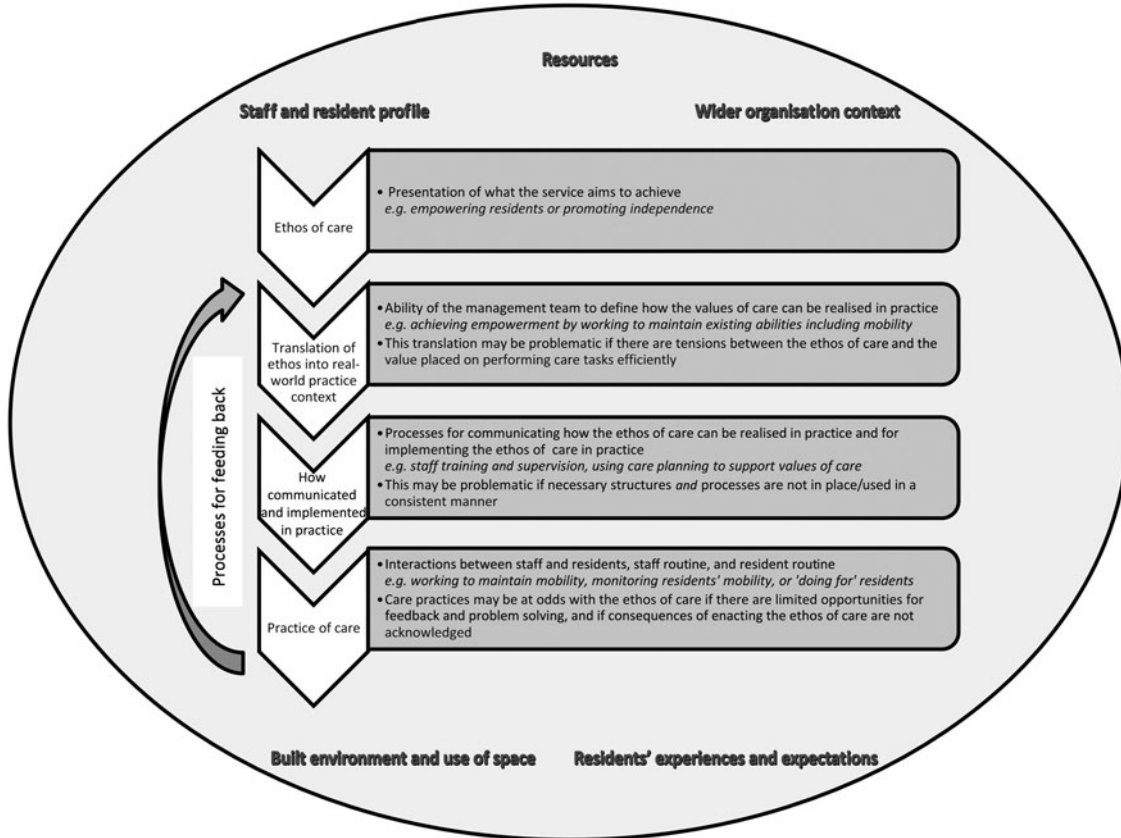 Resources
Staff and resident profile
Wider organisation context
Ethos of care
• Presentation of what the service aims to achieve
e.g. empowering residents or promoting independence
Translation of
ethos into real-
world practice
context
• Ability of the management team to define how the values of care can be realised in practice
e.g. achieving empowerment by working to maintain existing abilities including mobility
• This translation may be problematic if there are tensions between the ethos of care and the
value placed on performing care tasks efficiently
How
communicated
and implemented
in practice
• Processes for communicating how the ethos of care can be realised in practice and for
implementing the ethos of care in practice
e.g. staff training and supervision, using care planning to support values of care
• This may be problematic if necessary structures and processes are not in place/used in a
consistent manner
Practice of care
• Interactions between staff and residents, staff routine, and resident routine
e.g. working to maintain mobility, monitoring residents' mobility, or 'doing for' residents
• Care practices may be at odds with the ethos of care if there are limited opportunities for
feedback and problem solving, and if consequences of enacting the ethos of care are not
acknowledged
Processes for feeding back
Built environment and use of space
Residents' experiences and expectations